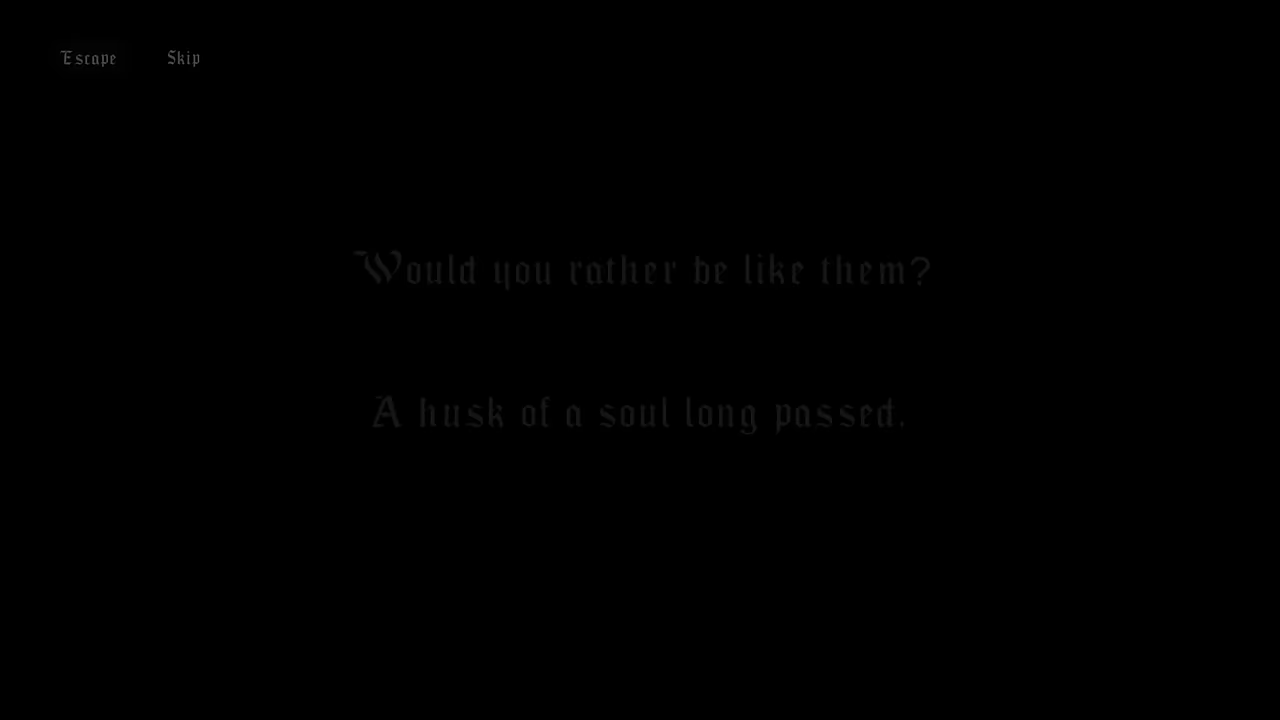 Escape Skip
Would you rather be like them?
A husk of a soul long passed.